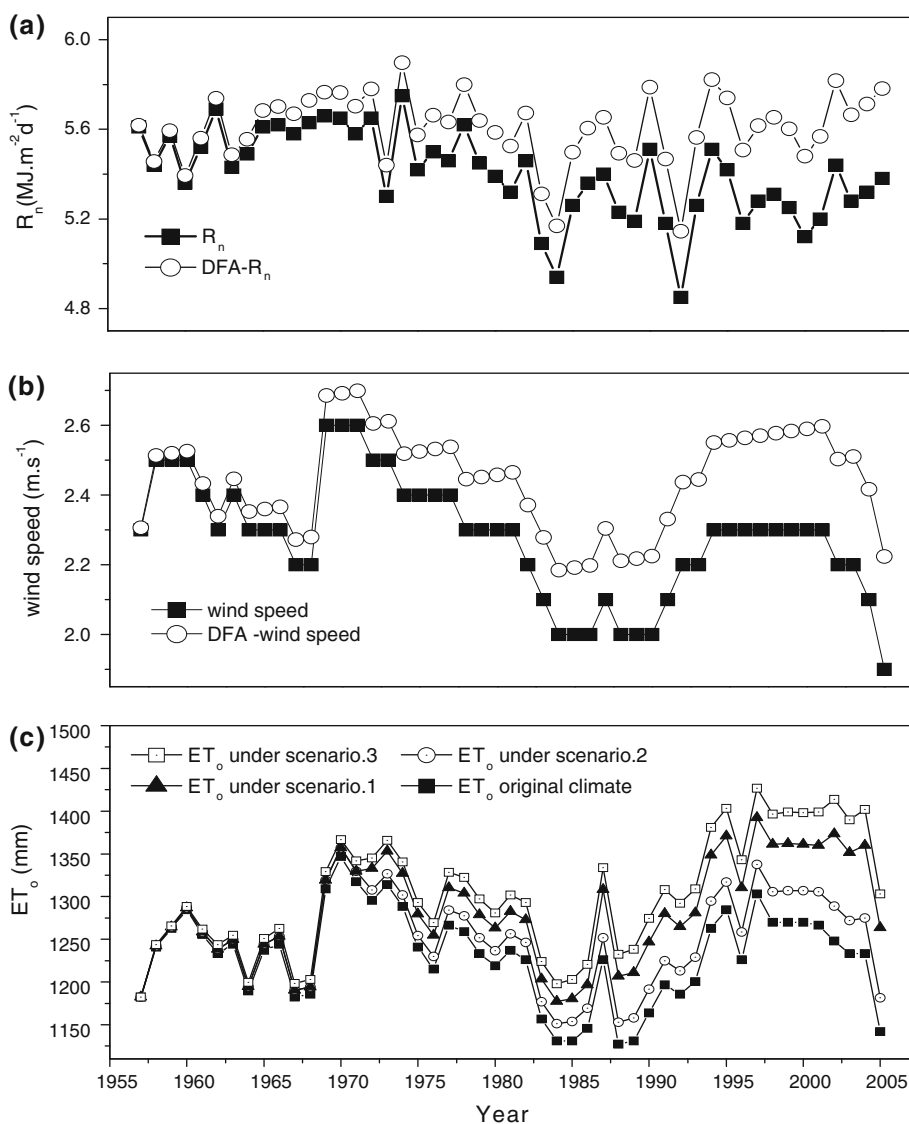 (a)
6.0
5.6
5.2
4.8
Rn(MJ.m-2d-1)
Rn
DFA-Rn
(b)
2.6
2.4
2.2
2.0
wind speed (m.s-1)
wind speed
DFA -wind speed
(c)
1500
1450
1400
1350
1300
1250
1200
1150
ETo (mm)
ETo under scenario.3
ETo under scenario.2
ETo under scenario.1
ETo original climate
1955 1960 1965 1970 1975 1980 1985 1990 1995 2000 2005
Year